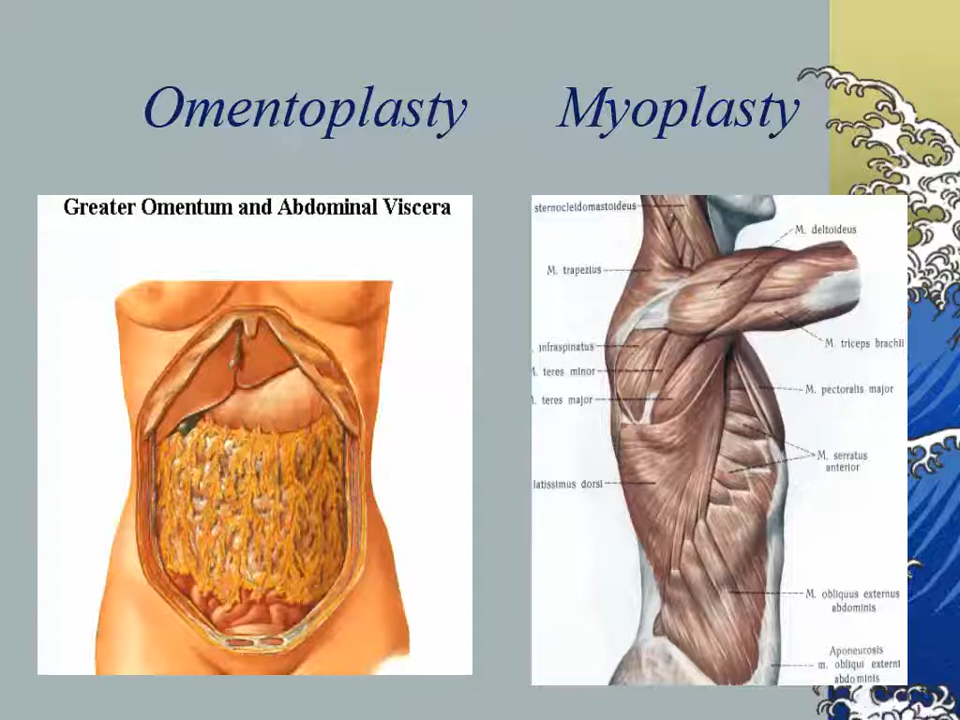 Omentoplasty Myoplasty
Greater Omentum and Abdominal Viscera
sternocleidomastoideus
M. deltoideus
M. trapezius
M. triceps brachii
infraspinatus
M. teres minor
M. pectoralis major
. teres major
M. serratus
anterior
latissimus dorsi
M. obliquus externus
abdominis
Aponeurosis
m. obliqui externi
abdominis